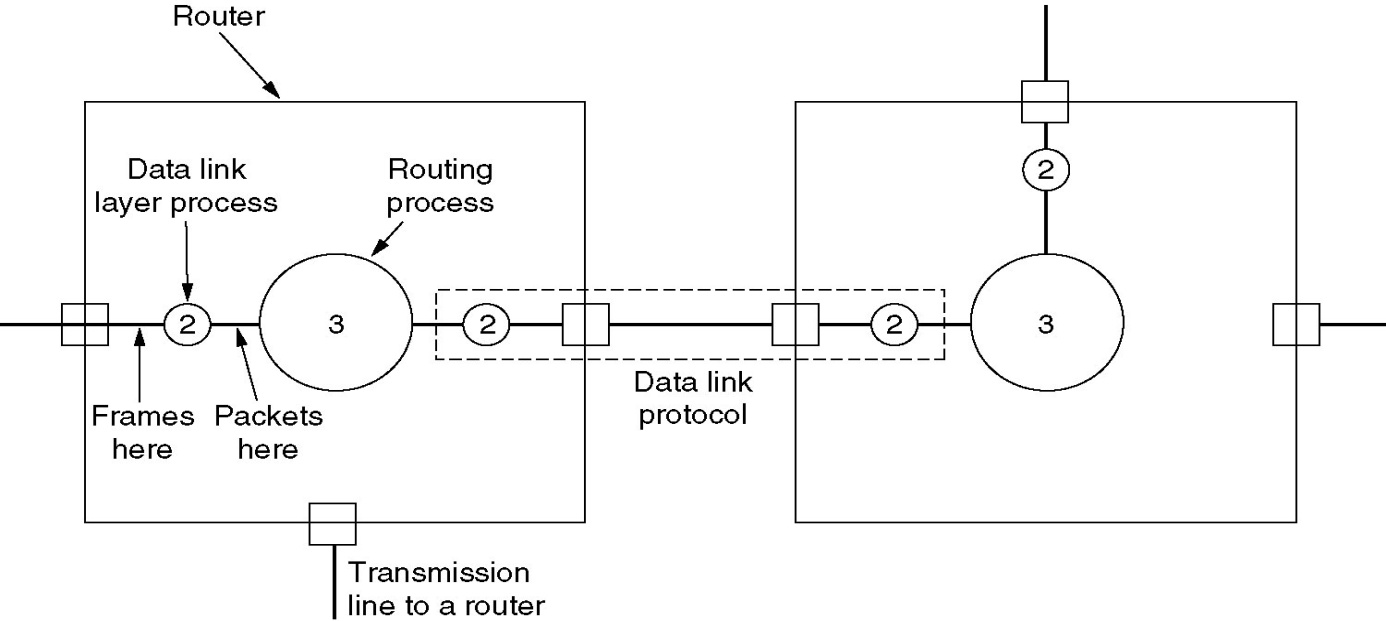 Router
Data link
layer process
Routing
process
2
2
3
2
2
3
Frames
here
Packets
here
Data link
protocol
Transmission
line to a router